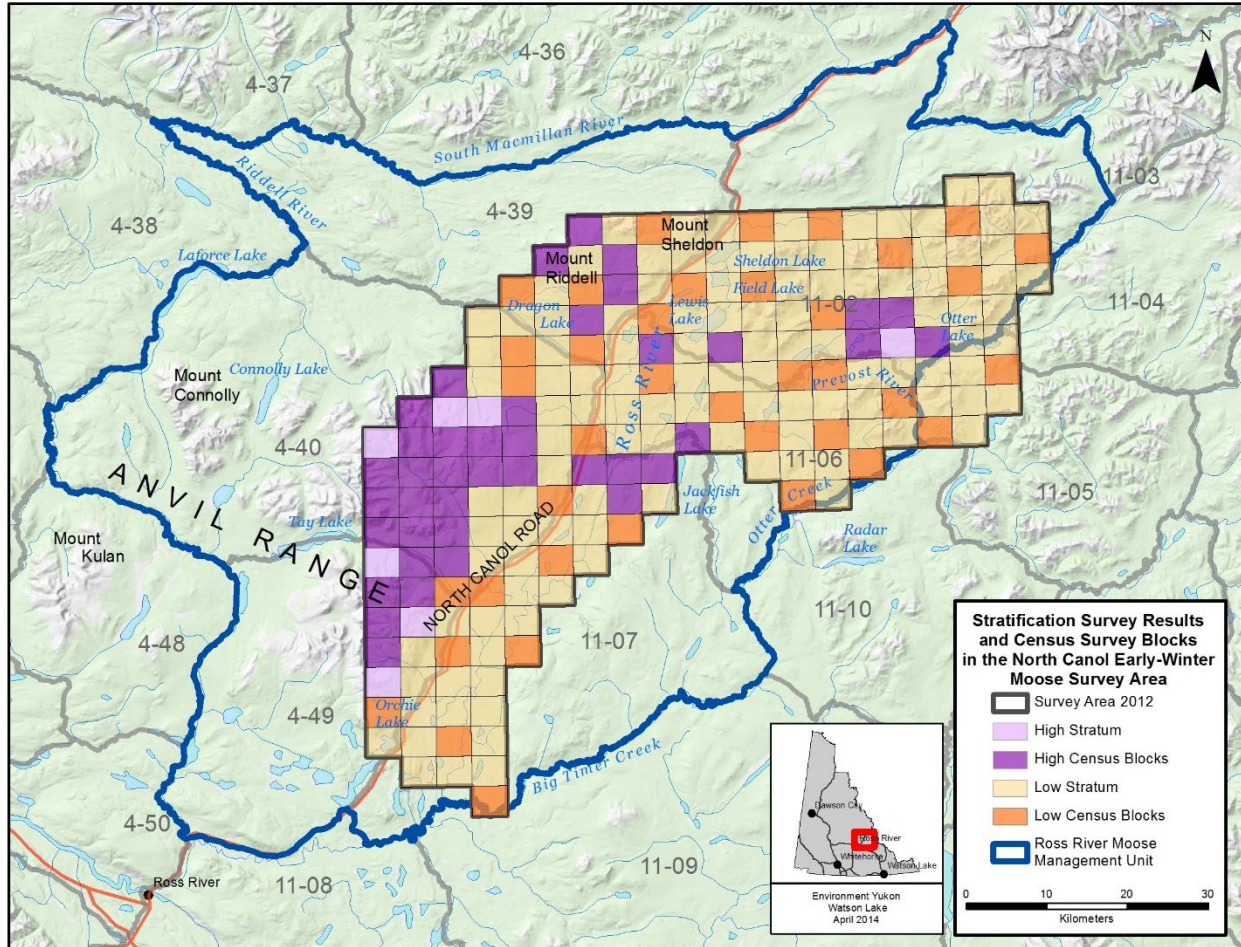 4-36
4-37
N
South Macmillan River
Riddell River
11-03
4-38
4-39
Mount
Sheldon
Laforce Lake
Mount
Riddell
Sheldon Lake
Field Lake
11-04
Dragon
Lake
Lewis
Lake
11-02
Otter
Lake
Ross River
Prevost River
Mount
Connolly
Connolly Lake
4-40
11-06
11-05
ANVIL RANGE
Jackfish
Lake
Otter Creek
Tay Lake
Radar
Lake
Mount
Kulan
NORTH CANOL ROAD
11-10
4-48
11-07
4-49
Orchie
Lake
Big Timer Creek
4-50
Ross River
11-08
11-09
Dawson City
Ross River
Whitehorse
Watson Lake
Environment Yukon
Watson Lake
April 2014
Stratification Survey Results
and Census Survey Blocks
in the North Canol Early-Winter
Moose Survey Area
Survey Area 2012
High Stratum
High Census Blocks
Low Stratum
Low Census Blocks
Ross River Moose
Management Unit
0 10 20 30
Kilometers